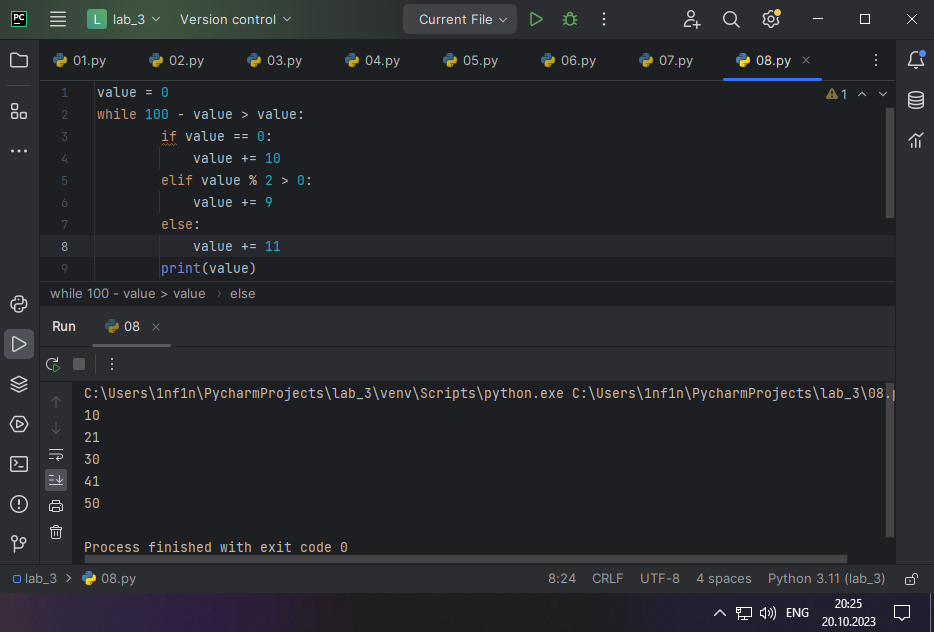 PC L lab_3 Version control Current File
01.py 02.py 03.py 04.py 05.py 06.py 07.py 08.py
1 value = 0
2 while 100 - value > value:
3 if value == 0:
4 value += 10
5 elif value % 2 > 0:
6 value += 9
7 else:
8 value += 11
9 print(value)
1
while 100 - value > value › else
Run 08
C:\Users\1nf1n\PycharmProjects\lab_3\venv\Scripts\python.exe C:\Users\1nf1n\PycharmProjects\lab_3\08.p
10
21
30
41
50
Process finished with exit code 0
lab_3 > 08.py 8:24 CRLF UTF-8 4 spaces Python 3.11 (lab_3)
ENG 20:25
20.10.2023